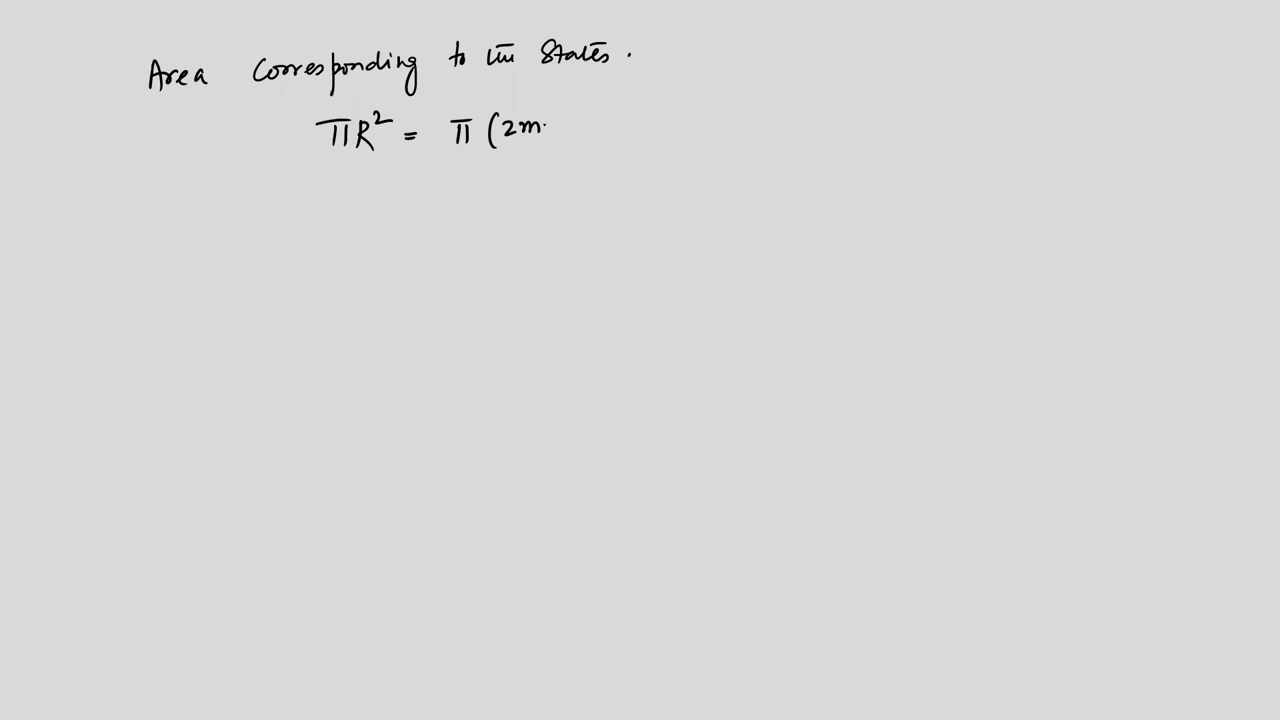 Area Corresponding to the States.
πR² = π (2m